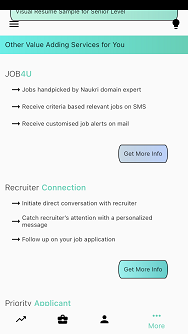 Visual Resume Sample for Senior Level
Other Value Adding Services for You
JOB4U
Jobs handpicked by Naukri domain expert
Receive criteria based relevant jobs on SMS
Receive customised job alerts on mail
Get More Info
Recruiter Connection
Initiate direct conversation with recruiter
Catch recruiter's attention with a personalized
message
Follow up on your job application
Get More Info
Priority Applicant
More